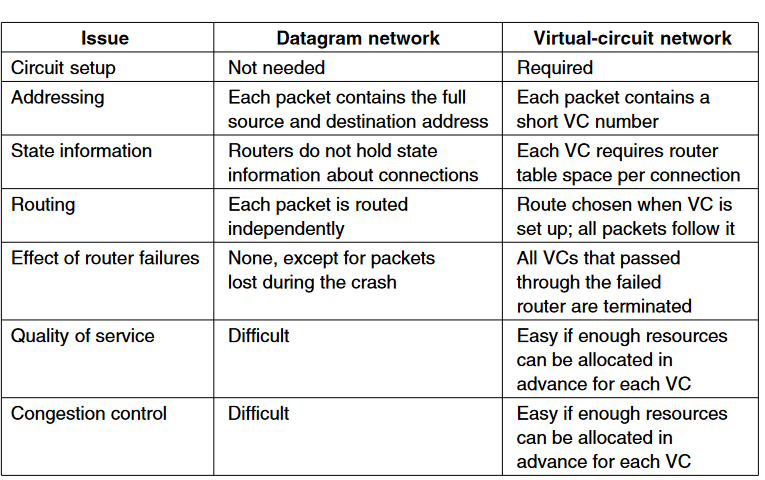 Issue Datagram network Virtual-circuit network
Circuit setup Not needed Required
Addressing Each packet contains the full Each packet contains a
source and destination address short VC number
State information Routers do not hold state Each VC requires router
information about connections table space per connection
Routing Each packet is routed Route chosen when VC is
independently set up; all packets follow it
Effect of router failures None, except for packets All VCs that passed
lost during the crash through the failed
router are terminated
Quality of service Difficult Easy if enough resources
can be allocated in
advance for each VC
Congestion control Difficult Easy if enough resources
can be allocated in
advance for each VC